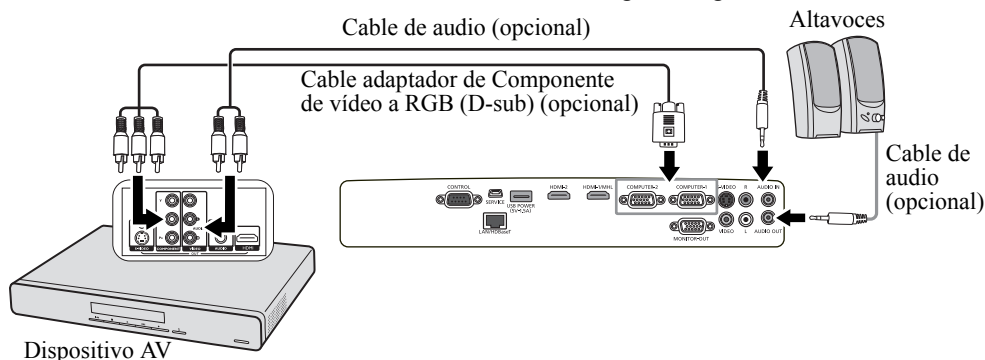 Altavoces
Cable de audio (opcional)
Cable adaptador de Componente
de vídeo a RGB (D-sub) (opcional)
Cable de
audio
(opcional)
CONTROL
SERVICE
USB POWER
(5V⎓1.5A)
HDMI-2
HDMI-1/MHL
COMPUTER-2
COMPUTER-1
S-VIDEO
R
AUDIO IN
LAN/HDBaseT
MONITOR-OUT
VIDEO
L
AUDIO OUT
Y
S-VIDEO
COMPONENT
VIDEO
AUDIO
HDMI
OUT
Dispositivo AV